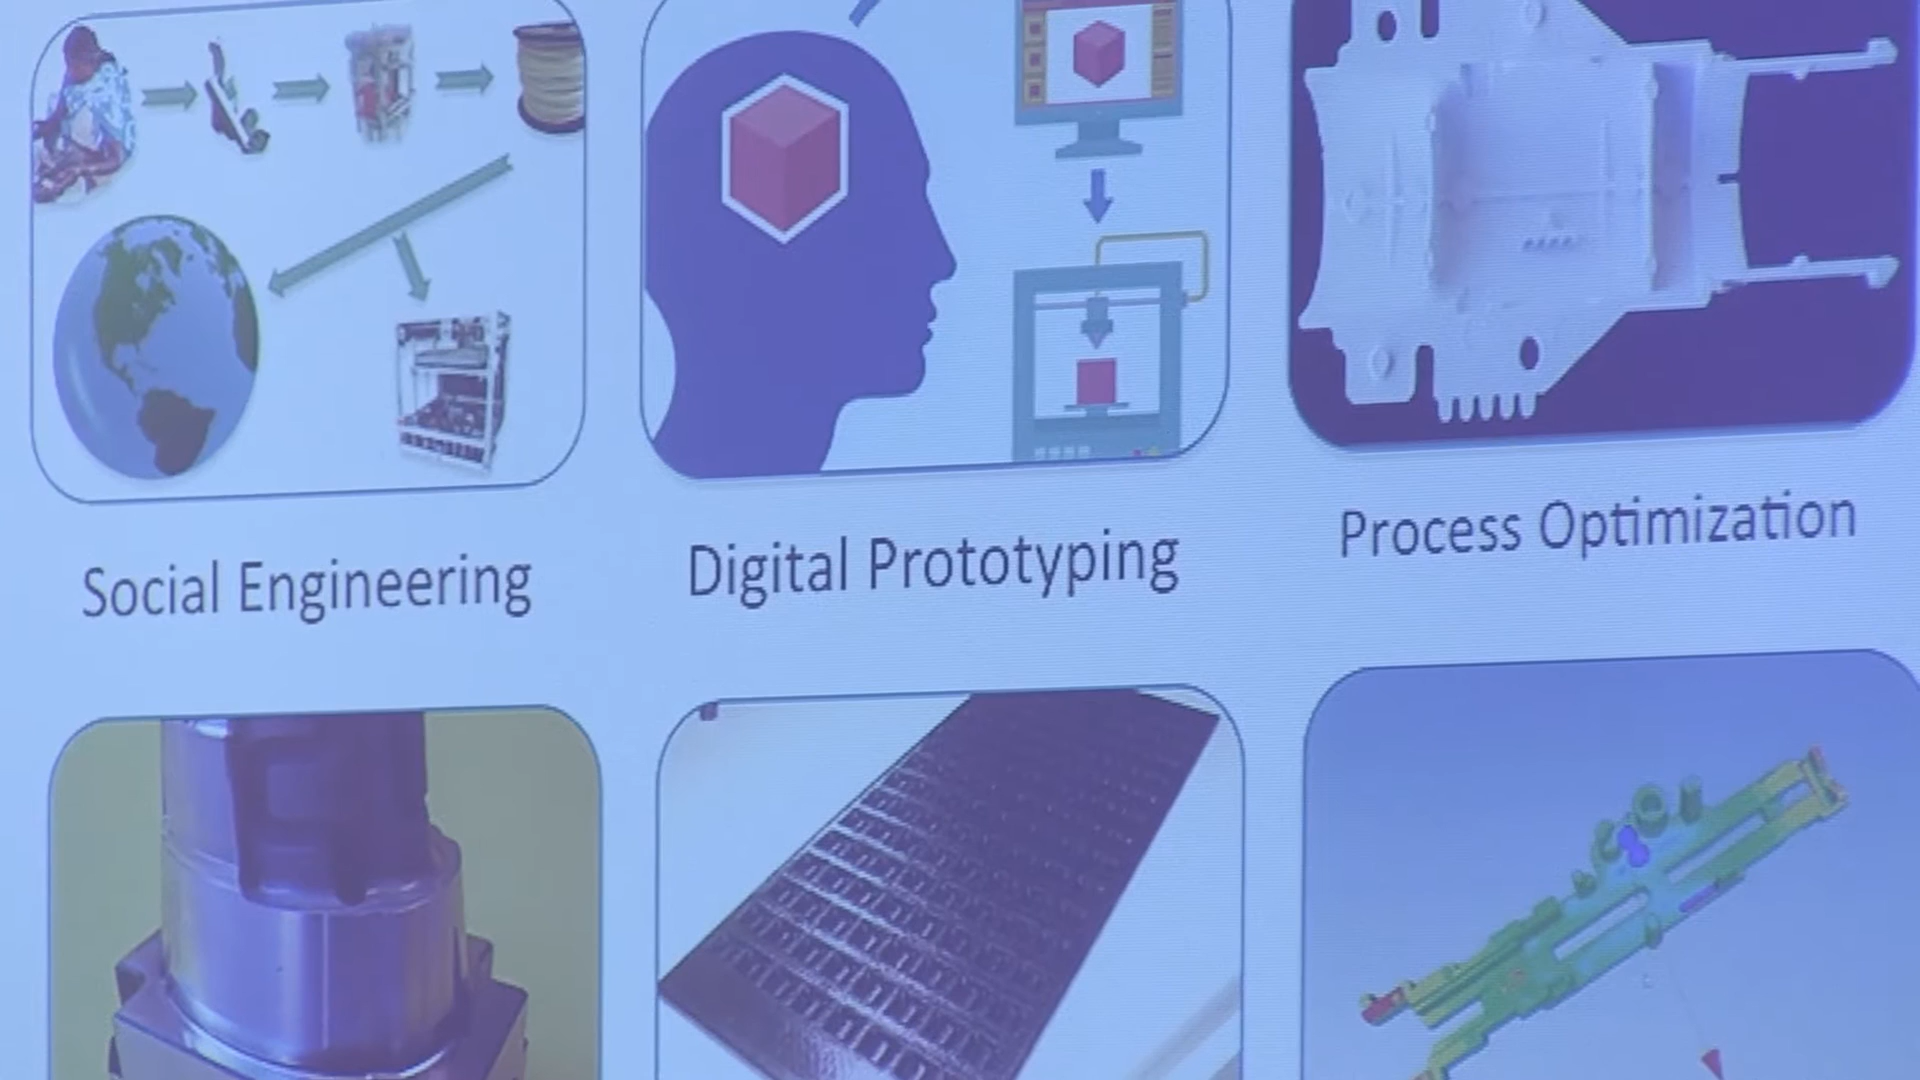 Social Engineering
Digital Prototyping
Process Optimization